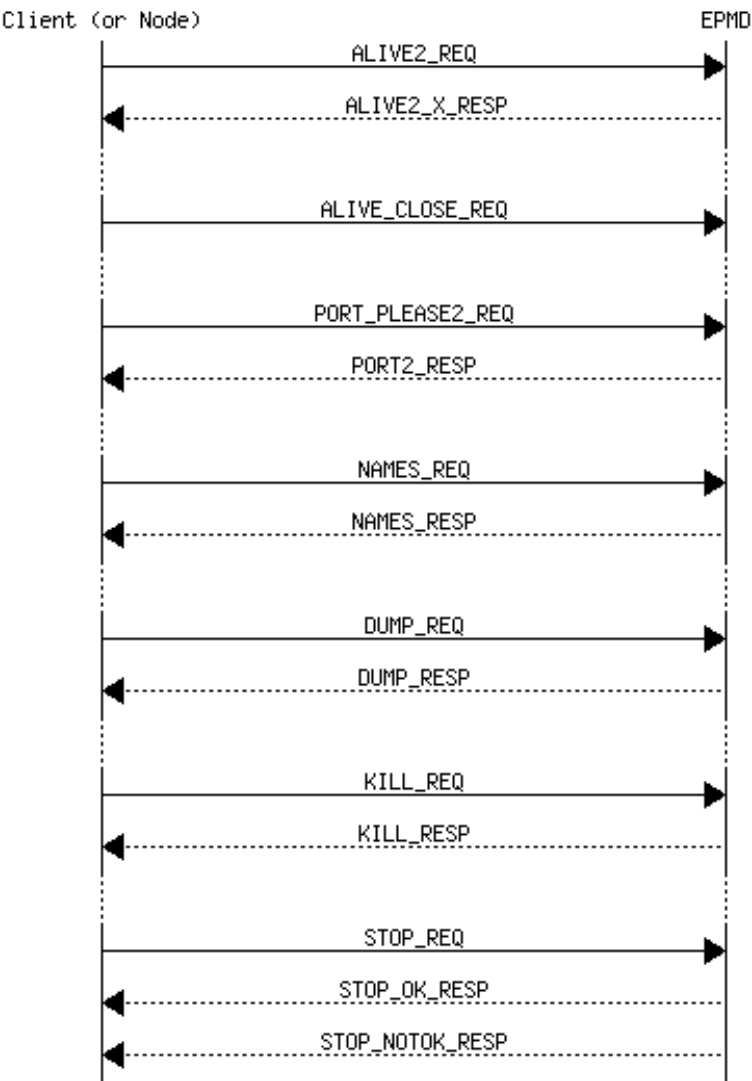 Client (or Node) EPMD
ALIVE2_REQ
ALIVE2_X_RESP
ALIVE_CLOSE_REQ
PORT_PLEASE2_REQ
PORT2_RESP
NAMES_REQ
NAMES_RESP
DUMP_REQ
DUMP_RESP
KILL_REQ
KILL_RESP
STOP_REQ
STOP_OK_RESP
STOP_NOTOK_RESP